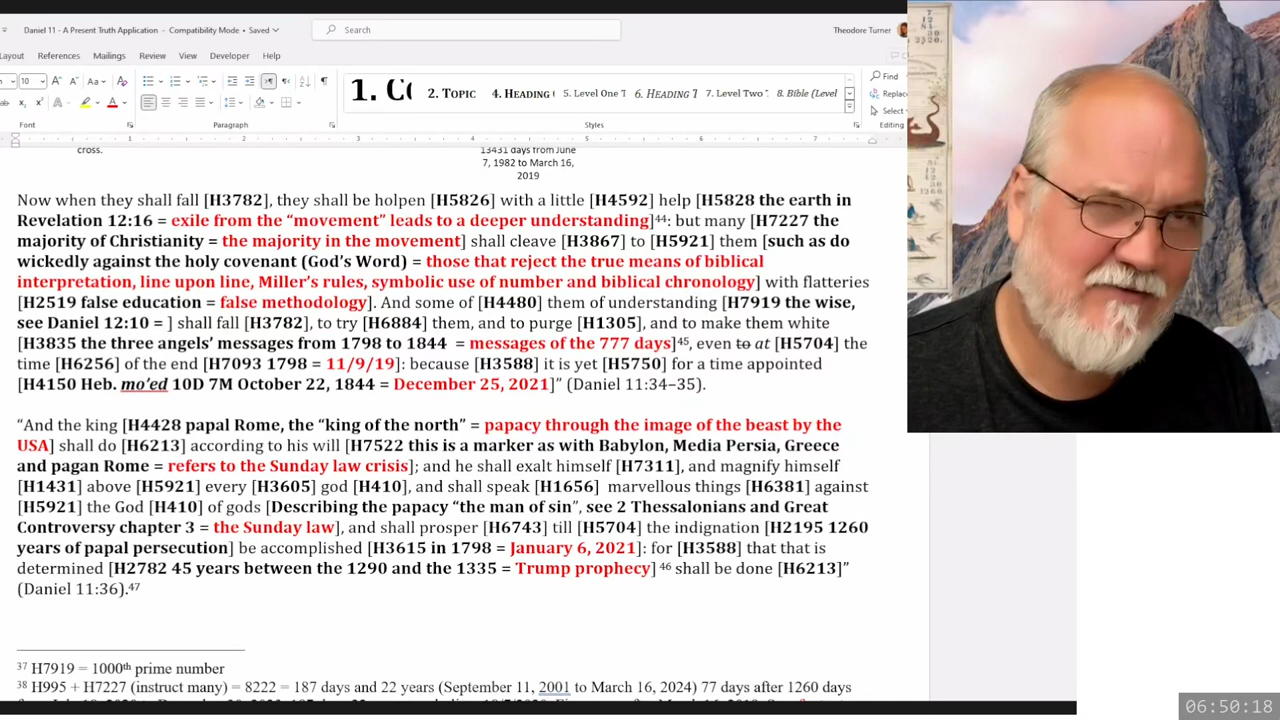 Daniel 11 - A Present Truth Application - Compatibility Mode • Saved
Search
Theodore Turner
Layout References Mailings Review View Developer Help
10 Aa
1. Co 2. Topic 4. Heading 5. Level One T 6. Heading T 7. Level Two 8. Bible (Level
Find
Replace
Select
Font Paragraph Styles Editing
1 2 3 4 5 6 7
cross.
13431 days from June
7, 1982 to March 16,
2019
Now when they shall fall [H3782], they shall be holpen [H5826] with a little [H4592] help [H5828 the earth in
Revelation 12:16 = exile from the “movement” leads to a deeper understanding]44: but many [H7227 the
majority of Christianity = the majority in the movement] shall cleave [H3867] to [H5921] them [such as do
wickedly against the holy covenant (God’s Word) = those that reject the true means of biblical
interpretation, line upon line, Miller’s rules, symbolic use of number and biblical chronology] with flatteries
[H2519 false education = false methodology]. And some of [H4480] them of understanding [H7919 the wise,
see Daniel 12:10 = ] shall fall [H3782], to try [H6884] them, and to purge [H1305], and to make them white
[H3835 the three angels’ messages from 1798 to 1844 = messages of the 777 days]45, even to at [H5704] the
time [H6256] of the end [H7093 1798 = 11/9/19]: because [H3588] it is yet [H5750] for a time appointed
[H4150 Heb. mo’ed 10D 7M October 22, 1844 = December 25, 2021]” (Daniel 11:34–35).
“And the king [H4428 papal Rome, the “king of the north” = papacy through the image of the beast by the
USA] shall do [H6213] according to his will [H7522 this is a marker as with Babylon, Media Persia, Greece
and pagan Rome = refers to the Sunday law crisis]; and he shall exalt himself [H7311], and magnify himself
[H1431] above [H5921] every [H3605] god [H410], and shall speak [H1656] marvellous things [H6381] against
[H5921] the God [H410] of gods [Describing the papacy “the man of sin”, see 2 Thessalonians and Great
Controversy chapter 3 = the Sunday law], and shall prosper [H6743] till [H5704] the indignation [H2195 1260
years of papal persecution] be accomplished [H3615 in 1798 = January 6, 2021]: for [H3588] that that is
determined [H2782 45 years between the 1290 and the 1335 = Trump prophecy] 46 shall be done [H6213]”
(Daniel 11:36).47
37 H7919 = 1000th prime number
38 H995 + H7227 (instruct many) = 8222 = 187 days and 22 years (September 11, 2001 to March 16, 2024) 77 days after 1260 days
06:50:18